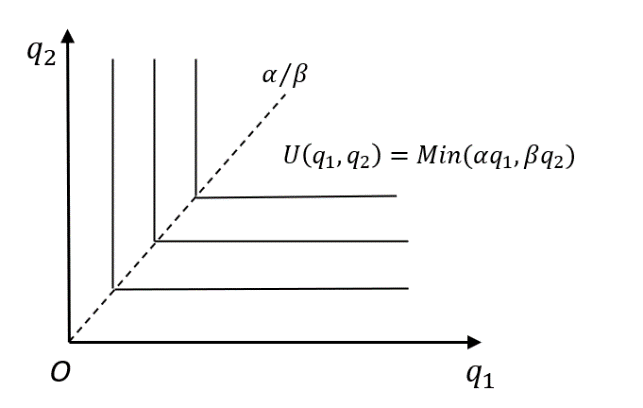 q₂
α/β
U(q₁, q₂) = Min(αq₁, βq₂)
O
q₁